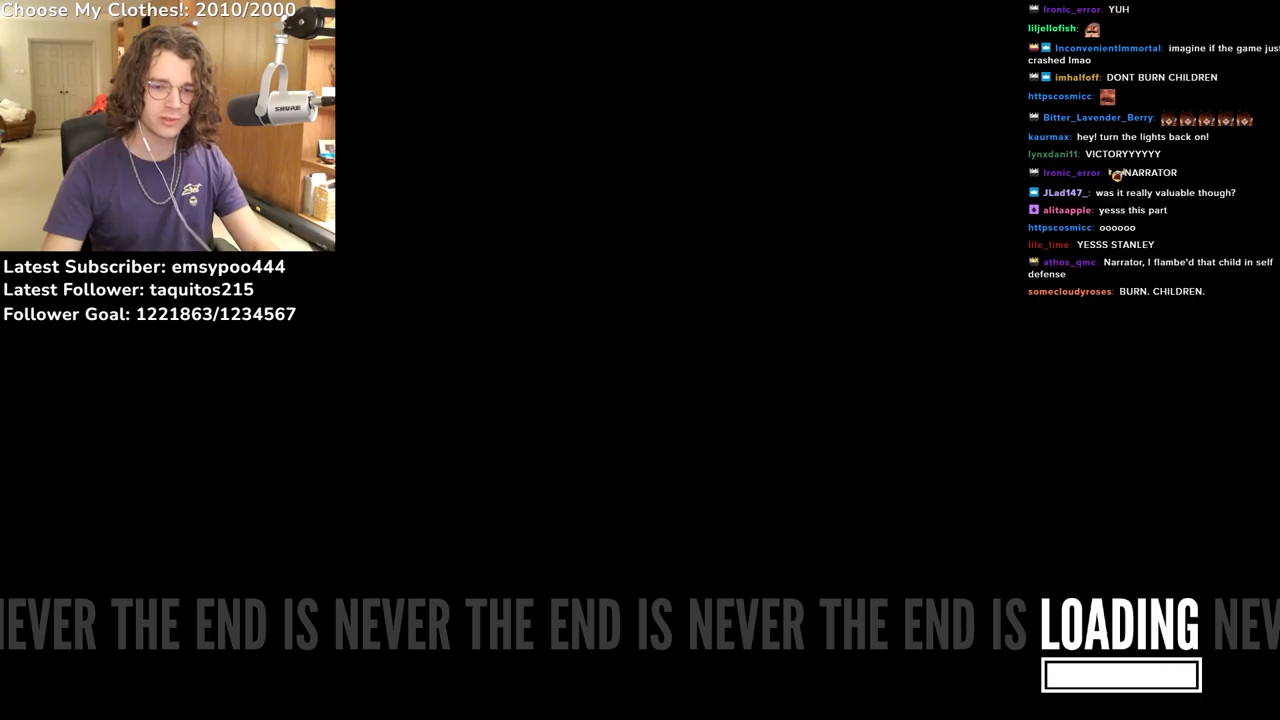 Choose My Clothes!: 2010/2000
SHURE
Latest Subscriber: emsypoo444
Latest Follower: taquitos215
Follower Goal: 1221863/1234567
Ironic_error: YUH
liljellofish:
InconvenientImmortal: imagine if the game just
crashed lmao
imhalfoff: DONT BURN CHILDREN
httpscosmicc:
Bitter_Lavender_Berry:
kaurmax: hey! turn the lights back on!
lynxdani11: VICTORYYYYYY
Ironic_error: NARRATOR
JLad147_: was it really valuable though?
alitaapple: yesss this part
httpscosmicc: oooooo
lile_lime: YESSS STANLEY
athos_qmc: Narrator, I flambe'd that child in self
defense
somecloudyroses: BURN. CHILDREN.
NEVER THE END IS NEVER THE END IS NEVER THE END IS LOADING NEV